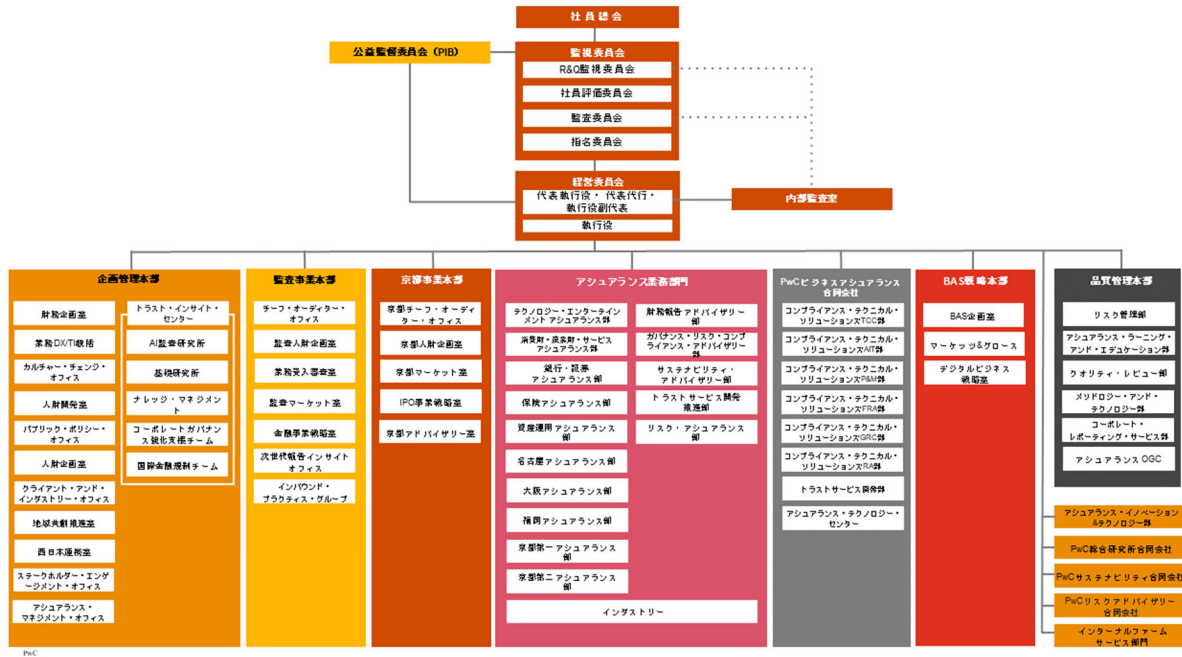 社員総会
公益監督委員会（PIB）
監視委員会
R&Q監視委員会
社員評価委員会
監査委員会
指名委員会
経営委員会
代表執行役・ 代表代行・
執行役副代表
執行役
内部監査室
企画管理本部
財務企画室
業務DX/TI統括
カルチャー・チェンジ・
オフィス
人財開発室
パブリック・ポリシー・
オフィス
人財企画室
クライアント・アンド・
インダストリー・オフィス
地域共創推進室
西日本連携室
ステークホルダー・エンゲ
ージメント・オフィス
アシュアランス・
マネジメント・オフィス
トラスト・インサイト・
センター
AI監査研究所
基礎研究所
ナレッジ・マネジメン
ト
コーポレートガバナン
ス強化支援チーム
国際金融規制チーム
監査事業本部
チーフ・オーディター・
オフィス
監査人財企画室
業務受入審査室
監査マーケット室
金融事業戦略室
次世代報告インサイト
オフィス
インバウンド・
プラクティス・グループ
京都事業本部
京都チーフ・オーディ
ター・オフィス
京都人財企画室
京都マーケット室
IPO事業戦略室
京都アドバイザリー室
アシュアランス業務部門
テクノロジー・エンターテイ
ンメント アシュアランス部
消費財・産業財・サービス
アシュアランス部
銀行・証券
アシュアランス部
保険アシュアランス部
資産運用アシュアランス
部
名古屋アシュアランス部
大阪アシュアランス部
福岡アシュアランス部
京都第一アシュアランス
部
京都第二アシュアランス
部
財務報告アドバイザリー
部
ガバナンス・リスク・コンプ
ライアンス・アドバイザリー
部
サステナビリティ・
アドバイザリー部
トラストサービス開発
推進部
リスク・アシュアランス部
インダストリー
PwCビジネスアシュアランス
合同会社
コンプライアンス・テクニカル・
ソリューションズTCC部
コンプライアンス・テクニカル・
ソリューションズAIT部
コンプライアンス・テクニカル・
ソリューションズP&M部
コンプライアンス・テクニカル・
ソリューションズFRA部
コンプライアンス・テクニカル・
ソリューションズGRC部
コンプライアンス・テクニカル・
ソリューションズRA部
トラストサービス開発部
アシュアランス・テクノロジー・
センター
BAS戦略本部
BAS企画室
マーケッツ&グロース
デジタルビジネス
戦略室
品質管理本部
リスク管理部
アシュアランス・ラーニング・
アンド・エデュケーション部
クオリティ・レビュー部
メソドロジー・アンド・
テクノロジー部
コーポレート・
レポーティング・サービス部
アシュアランスOGC
アシュアランス・イノベーション
&テクノロジー部
PwC総合研究所合同会社
PwCサステナビリティ合同会社
PwCリスクアドバイザリー
合同会社
インターナルファーム
サービス部門
PwC